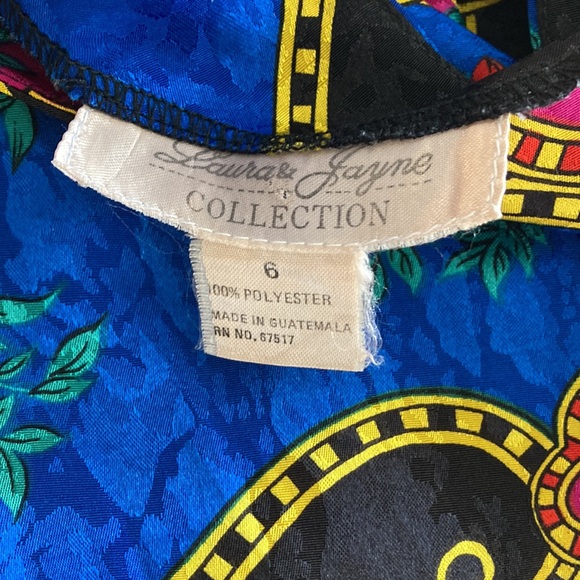 Laura & Jayne
COLLECTION
6
100% POLYESTER
MADE IN GUATEMALA
RN NO. 67517